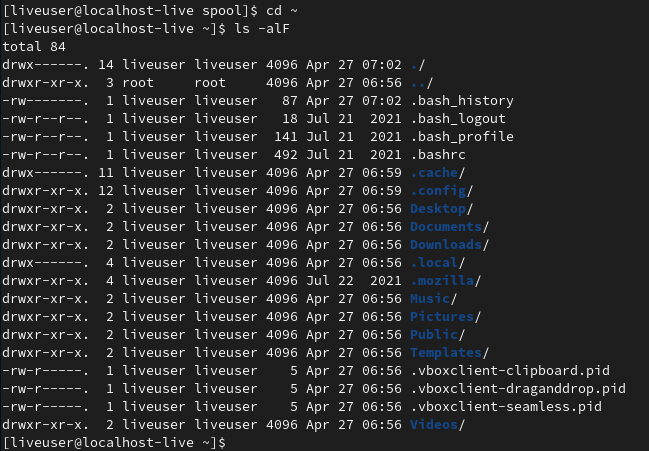 [liveuser@localhost-live spool]$ cd ~
[liveuser@localhost-live ~]$ ls -alF
total 84
drwx------. 14 liveuser liveuser 4096 Apr 27 07:02 ./
drwxr-xr-x.  3 root     root     4096 Apr 27 06:56 ../
-rw-------.  1 liveuser liveuser   87 Apr 27 07:02 .bash_history
-rw-r--r--.  1 liveuser liveuser   18 Jul 21  2021 .bash_logout
-rw-r--r--.  1 liveuser liveuser  141 Jul 21  2021 .bash_profile
-rw-r--r--.  1 liveuser liveuser  492 Jul 21  2021 .bashrc
drwx------. 11 liveuser liveuser 4096 Apr 27 06:59 .cache/
drwxr-xr-x. 12 liveuser liveuser 4096 Apr 27 06:59 .config/
drwxr-xr-x.  2 liveuser liveuser 4096 Apr 27 06:56 Desktop/
drwxr-xr-x.  2 liveuser liveuser 4096 Apr 27 06:56 Documents/
drwxr-xr-x.  2 liveuser liveuser 4096 Apr 27 06:56 Downloads/
drwx------.  4 liveuser liveuser 4096 Apr 27 06:56 .local/
drwxr-xr-x.  4 liveuser liveuser 4096 Jul 22  2021 .mozilla/
drwxr-xr-x.  2 liveuser liveuser 4096 Apr 27 06:56 Music/
drwxr-xr-x.  2 liveuser liveuser 4096 Apr 27 06:56 Pictures/
drwxr-xr-x.  2 liveuser liveuser 4096 Apr 27 06:56 Public/
drwxr-xr-x.  2 liveuser liveuser 4096 Apr 27 06:56 Templates/
-rw-r-----.  1 liveuser liveuser    5 Apr 27 06:56 .vboxclient-clipboard.pid
-rw-r-----.  1 liveuser liveuser    5 Apr 27 06:56 .vboxclient-draganddrop.pid
-rw-r-----.  1 liveuser liveuser    5 Apr 27 06:56 .vboxclient-seamless.pid
drwxr-xr-x.  2 liveuser liveuser 4096 Apr 27 06:56 Videos/
[liveuser@localhost-live ~]$